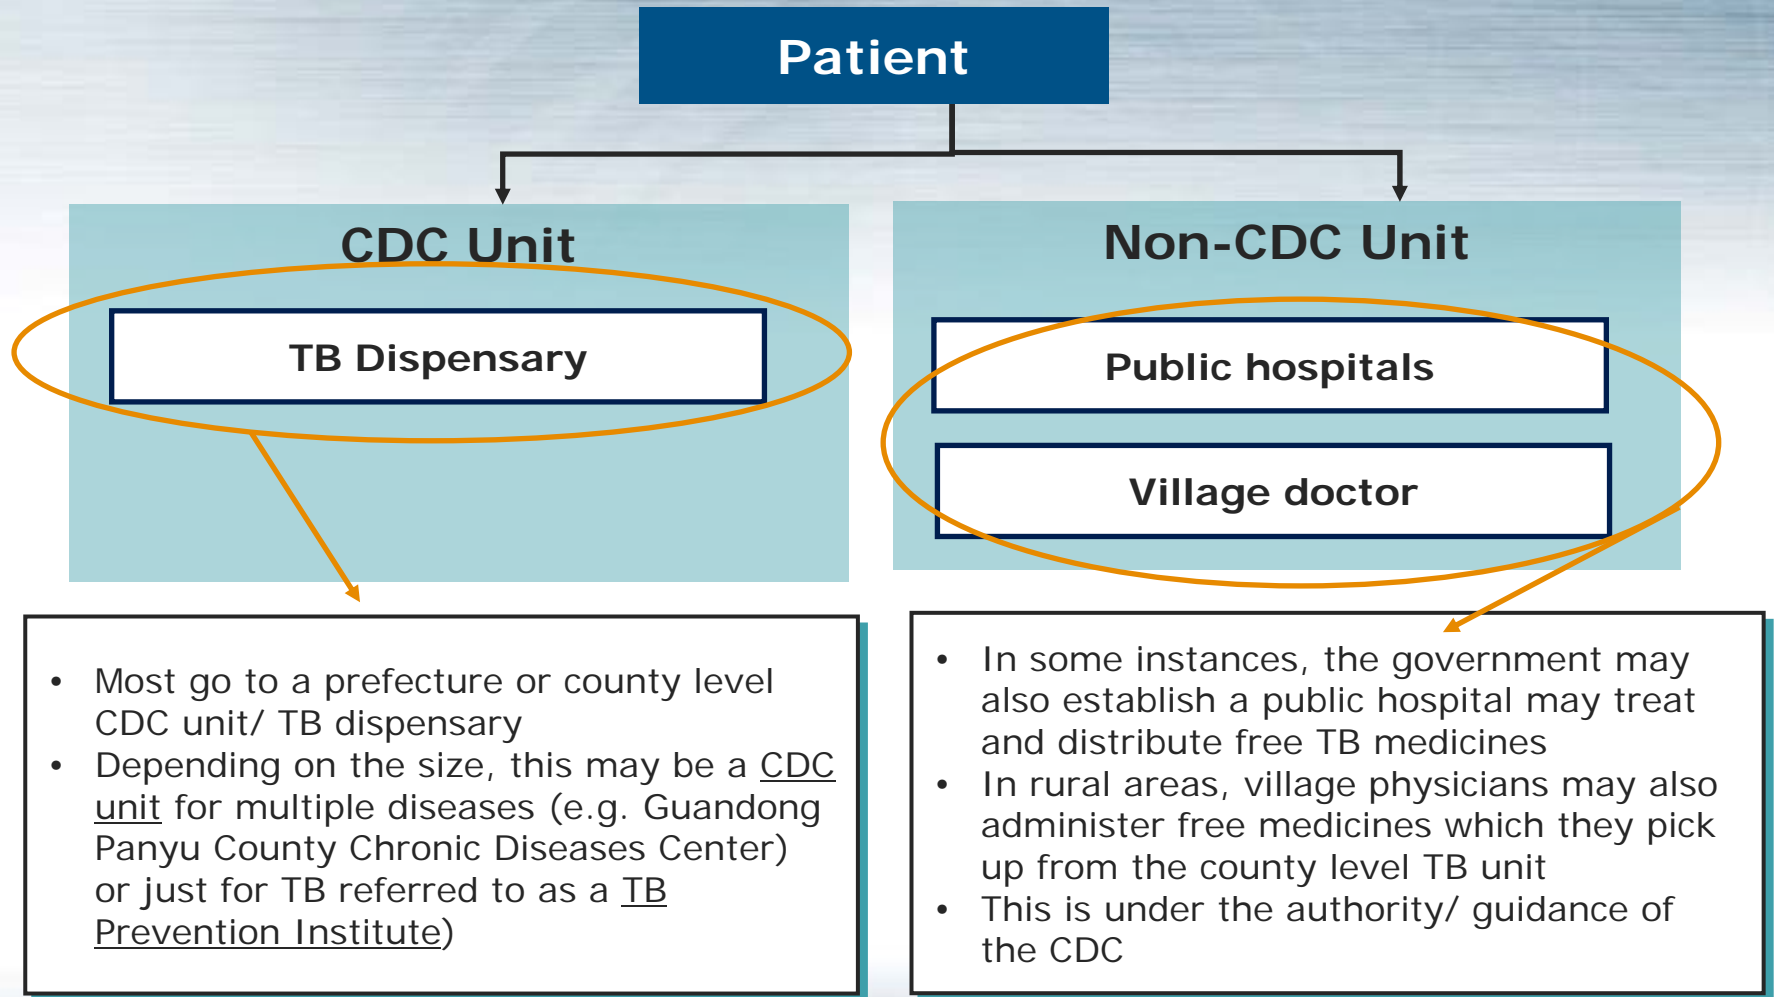 Patient
CDC Unit
TB Dispensary
Non-CDC Unit
Public hospitals
Village doctor
• Most go to a prefecture or county level
CDC unit/ TB dispensary
• Depending on the size, this may be a CDC
unit for multiple diseases (e.g. Guandong
Panyu County Chronic Diseases Center)
or just for TB referred to as a TB
Prevention Institute)
• In some instances, the government may
also establish a public hospital may treat
and distribute free TB medicines
• In rural areas, village physicians may also
administer free medicines which they pick
up from the county level TB unit
• This is under the authority/ guidance of
the CDC